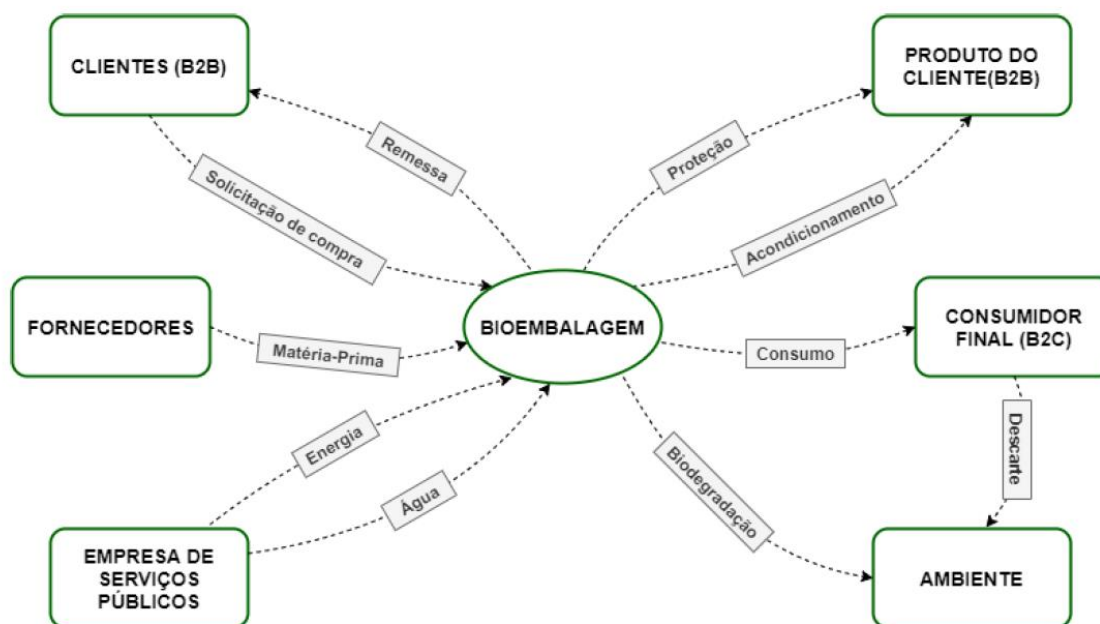 CLIENTES (B2B)
PRODUTO DO
CLIENTE(B2B)
Remessa
Solicitação de compra
Proteção
Acondicionamento
FORNECEDORES
Matéria-Prima
BIOEMBALAGEM
Consumo
CONSUMIDOR
FINAL (B2C)
Energia
Água
Biodegradação
Descarte
EMPRESA DE
SERVIÇOS
PÚBLICOS
AMBIENTE